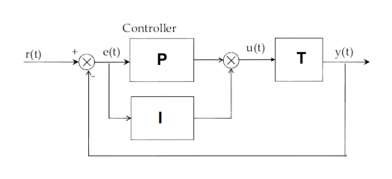 Controller
r(t)
+
e(t)
P
u(t)
T
y(t)
-
I